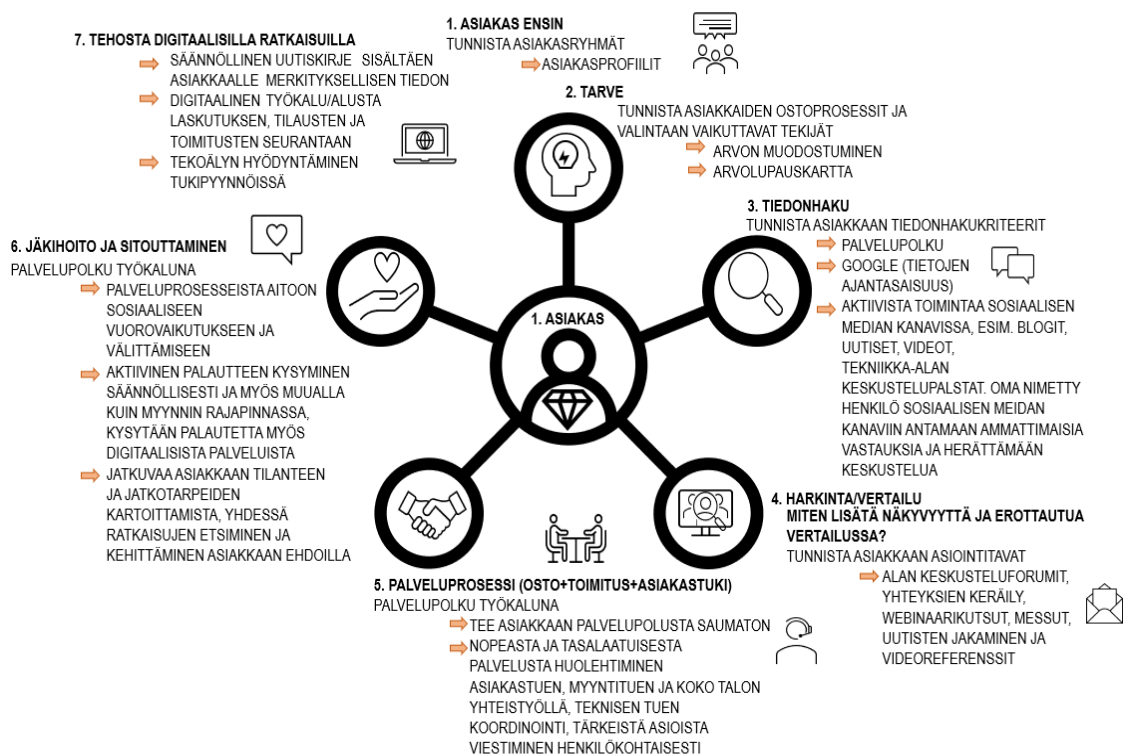 1. ASIAKAS ENSIN
TUNNISTA ASIAKASRYHMÄT
ASIAKASPROFIILIT
2. TARVE
TUNNISTA ASIAKKAIDEN OSTOPROSESSIT JA
VALINTAAN VAIKUTTAVAT TEKIJÄT
ARVON MUODOSTUMINEN
ARVOLUPAUSKARTTA
3. TIEDONHAKU
TUNNISTA ASIAKKAAN TIEDONHAKUKRITEERIT
PALVELUPOLKU
GOOGLE (TIETOJEN
AJANTASAISUUS)
AKTIIVISTA TOIMINTAA SOSIAALISEN
MEDIAN KANAVISSA, ESIM. BLOGIT,
UUTISET, VIDEOT,
TEKNIIKKA-ALAN
KESKUSTELUPALSTAT. OMA NIMETTY
HENKILÖ SOSIAALISEN MEIDAN
KANAVIIN ANTAMAAN AMMATTIMAISIA
VASTAUKSIA JA HERÄTTÄMÄÄN
KESKUSTELUA
4. HARKINTA/VERTAILU
MITEN LISÄTÄ NÄKYVYYTTÄ JA EROTTAUTUA
VERTAILUSSA?
TUNNISTA ASIAKKAAN ASIOINTITAVAT
ALAN KESKUSTELUFORUMIT,
YHTEYKSIEN KERÄILY,
WEBINAARIKUTSUT, MESSUT,
UUTISTEN JAKAMINEN JA
VIDEOREFERENSSIT
5. PALVELUPROSESSI (OSTO+TOIMITUS+ASIAKASTUKI)
PALVELUPOLKU TYÖKALUNA
TEE ASIAKKAAN PALVELUPOLUSTA SAUMATON
NOPEASTA JA TASALAATUISESTA
PALVELUSTA HUOLEHTIMINEN
ASIAKASTUEN, MYYNTITUEN JA KOKO TALON
YHTEISTYÖLLÄ, TEKNISEN TUEN
KOORDINOINTI, TÄRKEISTÄ ASIOISTA
VIESTIMINEN HENKILÖKOHTAISESTI
6. JÄKIHOITO JA SITOUTTAMINEN
PALVELUPOLKU TYÖKALUNA
PALVELUPROSESSEISTA AITOON
SOSIAALISEEN
VUOROVAIKUTUKSEEN JA
VÄLITTÄMISEEN
AKTIIVINEN PALAUTTEEN KYSYMINEN
SÄÄNNÖLLISESTI JA MYÖS MUUALLA
KUIN MYYNNIN RAJAPINNASSA,
KYSYTÄÄN PALAUTETTA MYÖS
DIGITAALISISTA PALVELUISTA
JATKUVAA ASIAKKAAN TILANTEEN
JA JATKOTARPEIDEN
KARTOITTAMISTA, YHDESSÄ
RATKAISUJEN ETSIMINEN JA
KEHITTÄMINEN ASIAKKAAN EHDOILLA
7. TEHOSTA DIGITAALISILLA RATKAISUILLA
SÄÄNNÖLLINEN UUTISKIRJE SISÄLTÄEN
ASIAKKAALLE MERKITYKSELLISEN TIEDON
DIGITAALINEN TYÖKALU/ALUSTA
LASKUTUKSEN, TILAUSTEN JA
TOIMITUSTEN SEURANTAAN
TEKOÄLYN HYÖDYNTÄMINEN
TUKIPYYNNÖISSÄ
1. ASIAKAS